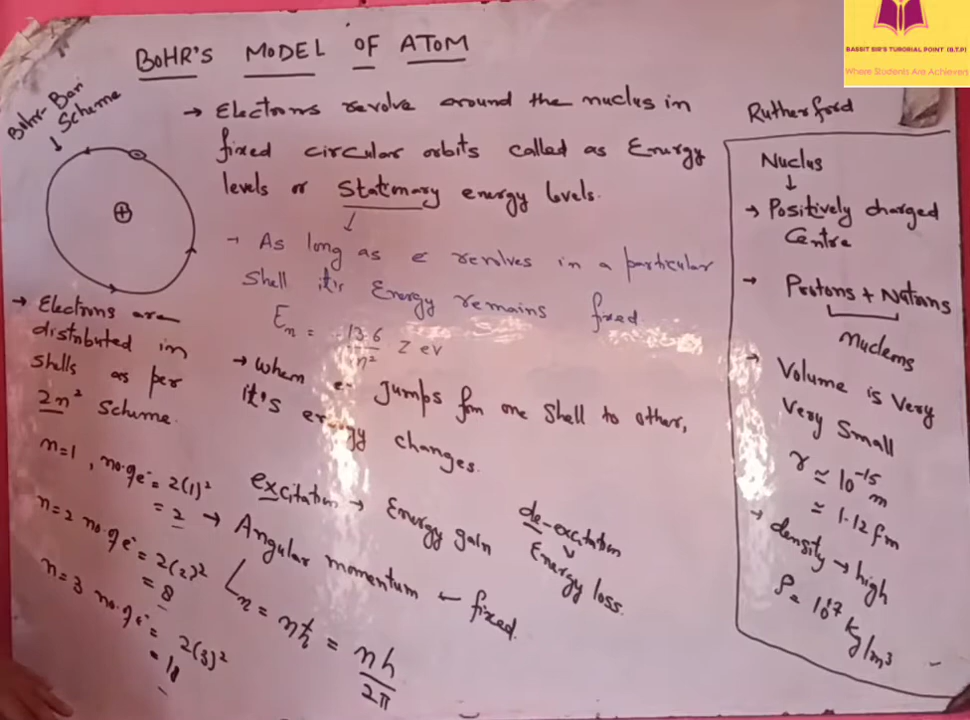 BASSIT SIR'S TURORIAL POINT (B.T.P)
Where Students Are Achievers
BOHR'S MODEL OF ATOM
Bohr-Bari Scheme
→ Electrons revolve around the nuclus in
fixed circular orbits called as Energy
levels or Stationary energy levels.
→ As long as e revolves in a particular
Shell it's Energy remains fixed
En = -13.6/n² Z ev
→ When e- Jumps from one Shell to other,
it's energy changes.
excitation → Energy gain
de-excitation
↓
Energy loss.
→ Angular momentum ← fixed.
Ln = nħ = nh/2π
+
→ Electrons are
distributed in
shells as per
2n² Scheme.
n=1, no. of e- = 2(1)²
= 2
n=2 no. of e- = 2(2)²
= 8
n=3 no. of e- = 2(3)²
= 18
Rutherford
Nuclus
↓
→ Positively charged
Centre
→ Protons + Nutrons
nucleons
→ Volume is Very
Very Small
r ≃ 10⁻¹⁵ m
≃ 1.12 fm
→ density → high
ρ ≃ 10¹⁷ Kg/m³